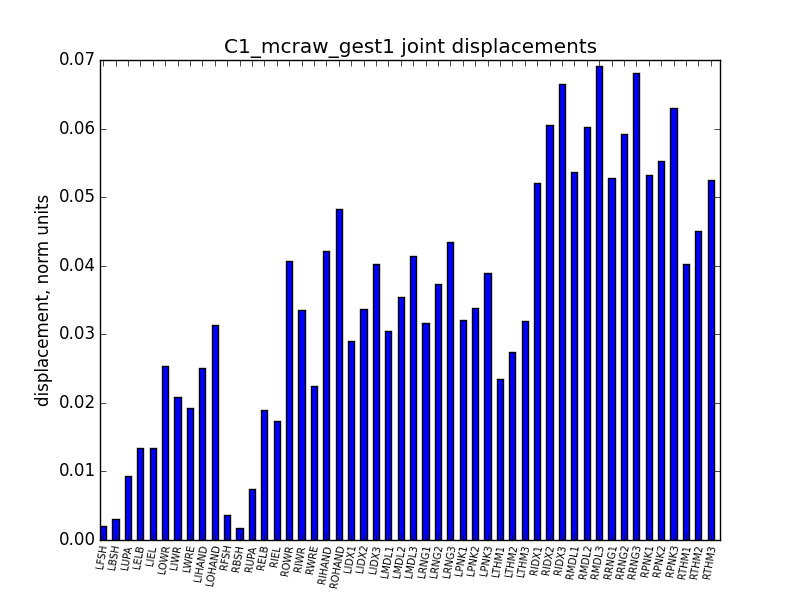 C1_mcraw_gest1 joint displacements
0.07
0.06
0.05
0.04
0.03
0.02
0.01
0.00
displacement, norm units
LFSH
LBSH
LUPA
LELB
LIEL
LOWR
LIWR
LWRE
LIHAND
LOHAND
RFSH
RBSH
RUPA
RELB
RIEL
ROWR
RIWR
RWRE
RIHAND
ROHAND
LIDX1
LIDX2
LIDX3
LMDL1
LMDL2
LMDL3
LRNG1
LRNG2
LRNG3
LPNK1
LPNK2
LPNK3
LTHM1
LTHM2
LTHM3
RIDX1
RIDX2
RIDX3
RMDL1
RMDL2
RMDL3
RRNG1
RRNG2
RRNG3
RPNK1
RPNK2
RPNK3
RTHM1
RTHM2
RTHM3